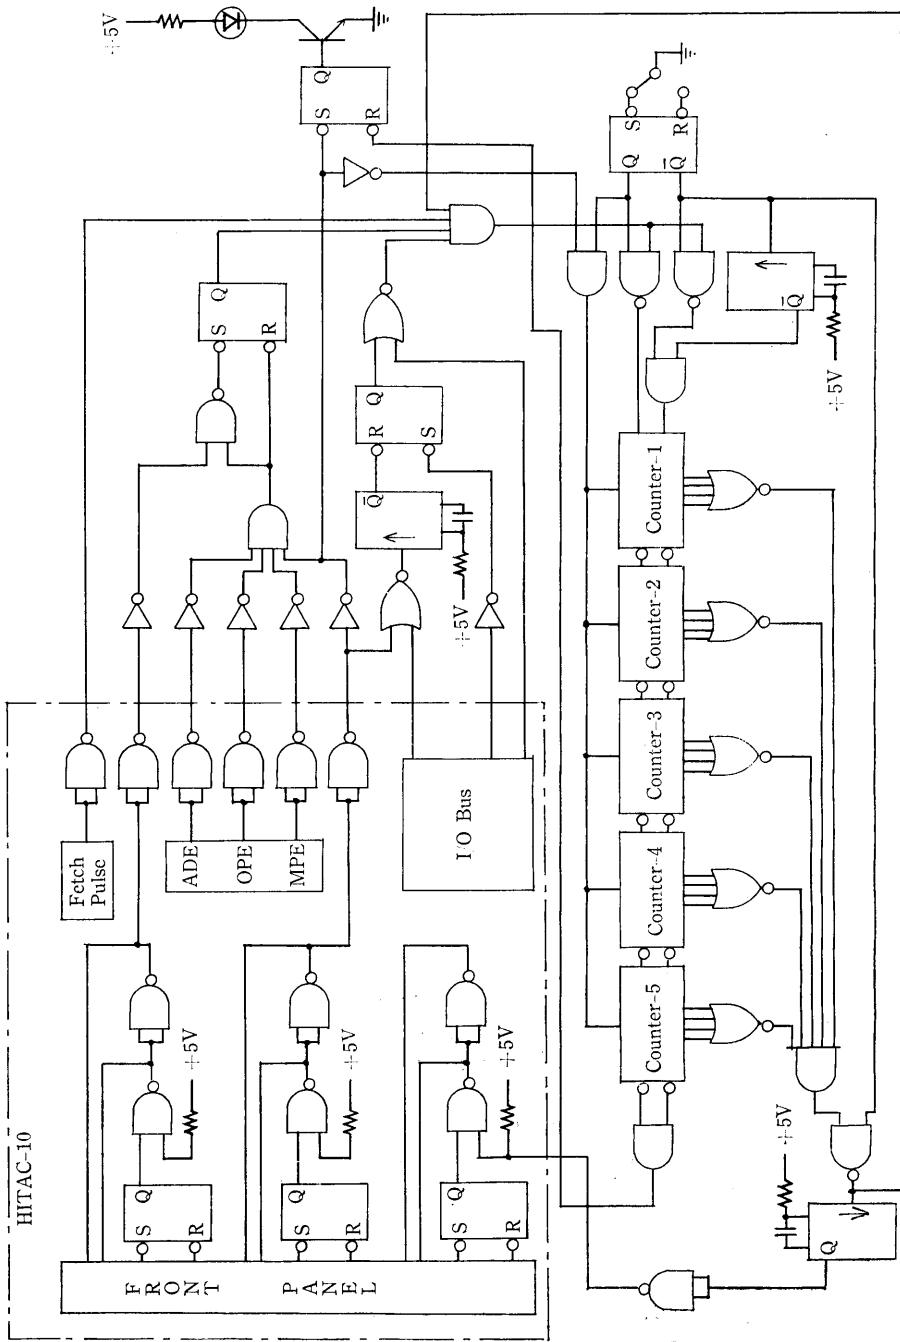 +5V
Q
S
R
S
R
Q
Q̅
Q
S
R
Q
R
S
Q̅
↑
+5V
↑
Q̅
+5V
Counter-1
Counter-2
Counter-3
Counter-4
Counter-5
HITAC-10
Fetch
Pulse
ADE
OPE
MPE
I/O Bus
+5V
Q
S
R
+5V
Q
S
R
+5V
Q
S
R
FRONT
PANEL
+5V
Q
↑